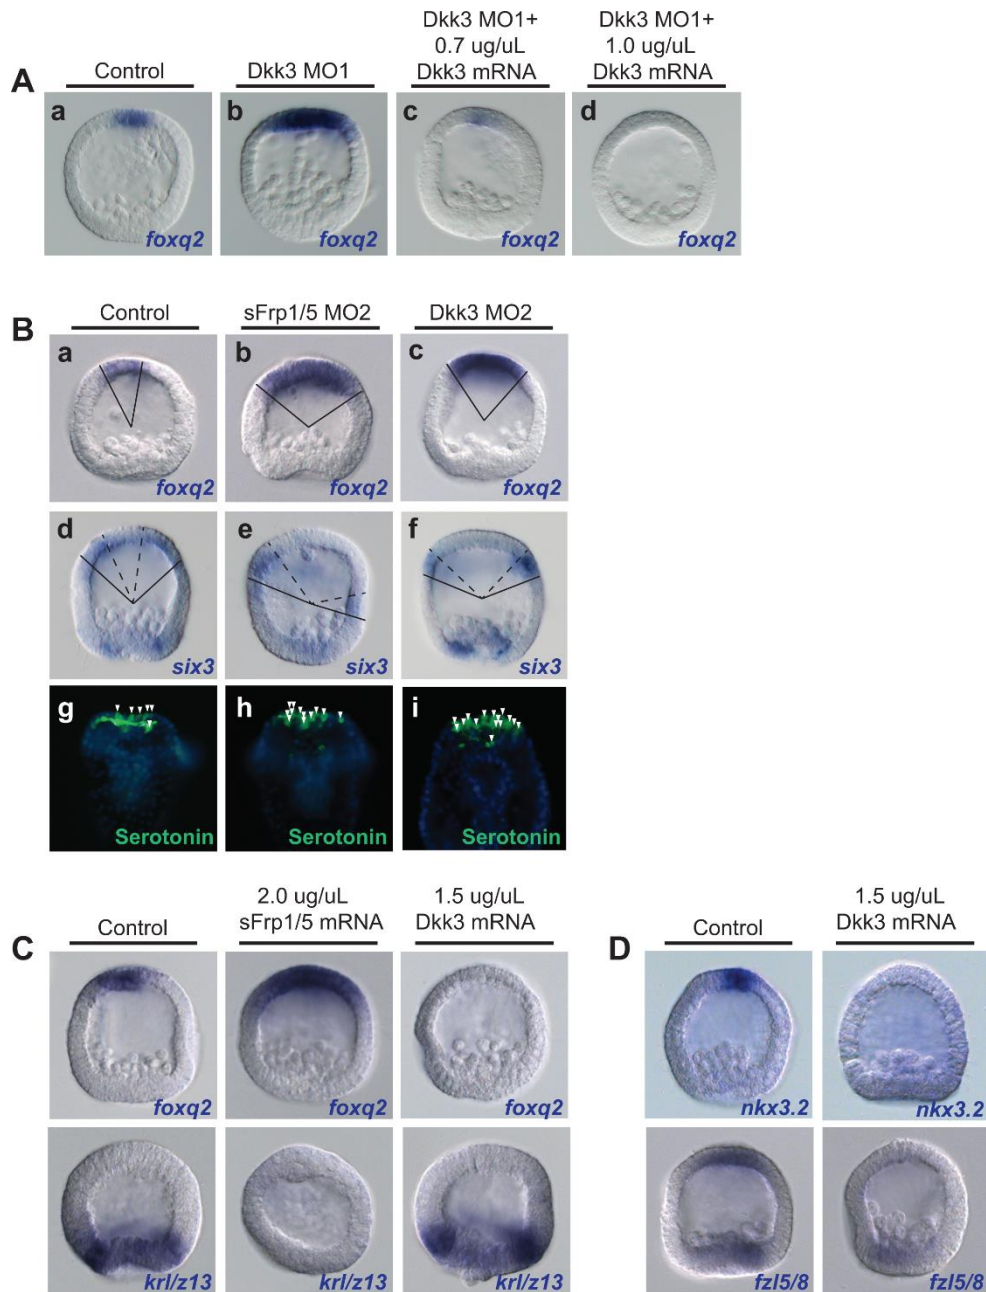 A
Control
Dkk3 MO1
Dkk3 MO1+
0.7 ug/uL
Dkk3 mRNA
Dkk3 MO1+
1.0 ug/uL
Dkk3 mRNA
a
b
c
d
foxq2
foxq2
foxq2
foxq2
B
Control
sFrp1/5 MO2
Dkk3 MO2
a
b
c
foxq2
foxq2
foxq2
d
e
f
six3
six3
six3
g
h
i
Serotonin
Serotonin
Serotonin
C
Control
2.0 ug/uL
sFrp1/5 mRNA
1.5 ug/uL
Dkk3 mRNA
foxq2
foxq2
foxq2
krl/z13
krl/z13
krl/z13
D
Control
1.5 ug/uL
Dkk3 mRNA
nkx3.2
nkx3.2
fzl5/8
fzl5/8